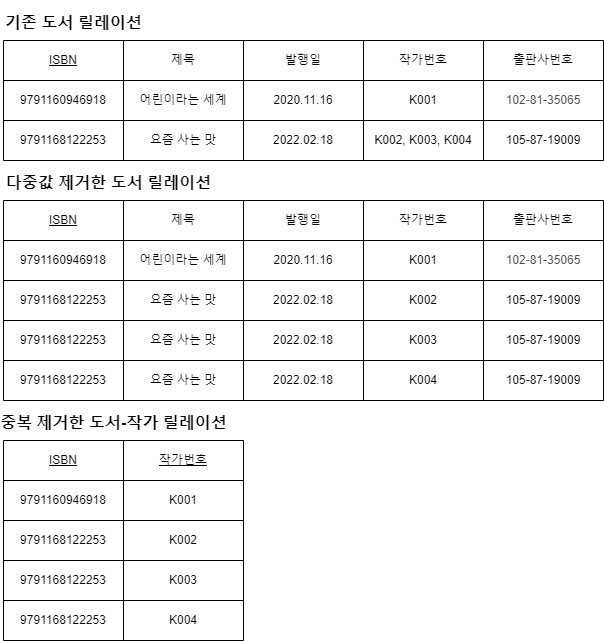 기존 도서 릴레이션
ISBN 제목 발행일 작가번호 출판사번호
9791160946918 어린이라는 세계 2020.11.16 K001 102-81-35065
9791168122253 요즘 사는 맛 2022.02.18 K002, K003, K004 105-87-19009
다중값 제거한 도서 릴레이션
ISBN 제목 발행일 작가번호 출판사번호
9791160946918 어린이라는 세계 2020.11.16 K001 102-81-35065
9791168122253 요즘 사는 맛 2022.02.18 K002 105-87-19009
9791168122253 요즘 사는 맛 2022.02.18 K003 105-87-19009
9791168122253 요즘 사는 맛 2022.02.18 K004 105-87-19009
중복 제거한 도서-작가 릴레이션
ISBN 작가번호
9791160946918 K001
9791168122253 K002
9791168122253 K003
9791168122253 K004